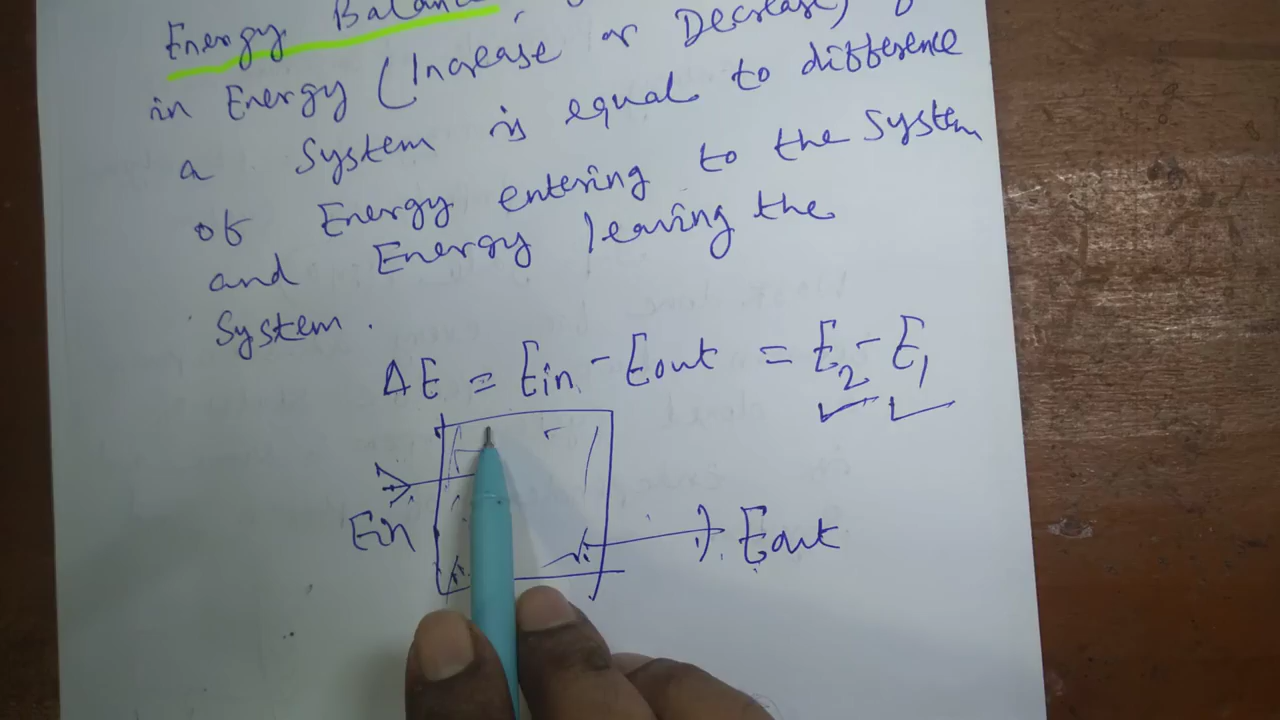 Energy Balance
in Energy (Increase or Decrease)
a System is equal to difference
of Energy entering to the System
and Energy leaving the
System.
ΔE = Ein - Eout = E2 - E1
Ein
Eout